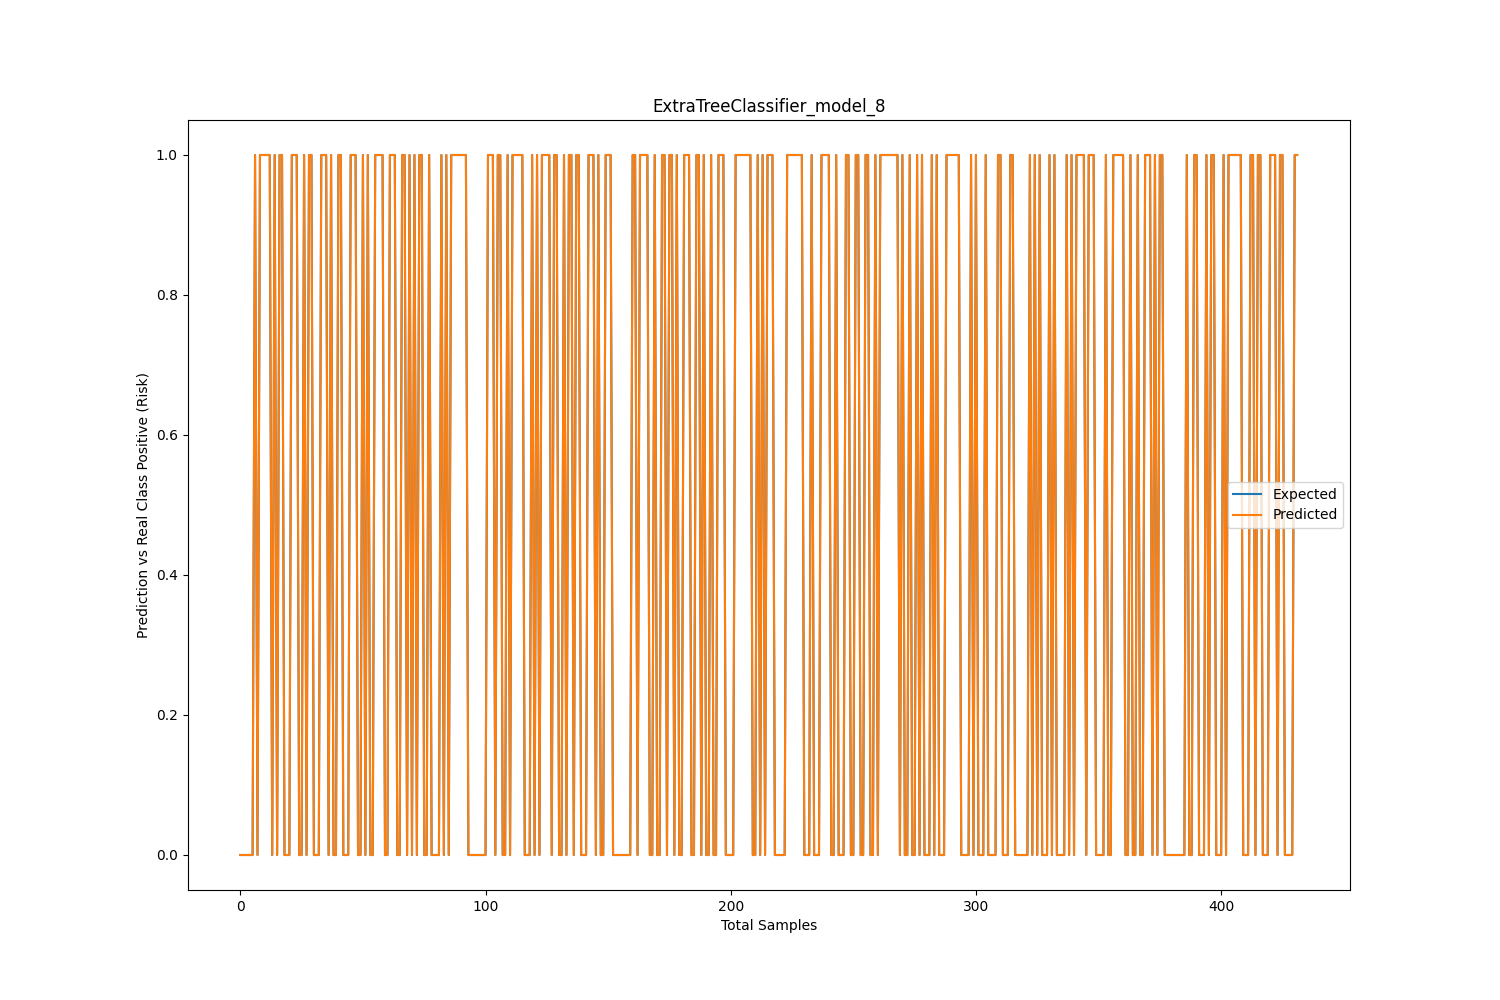 ExtraTreeClassifier_model_8
1.0
0.8
0.6
0.4
0.2
0.0
Prediction vs Real Class Positive (Risk)
Expected
Predicted
0 100 200 300 400
Total Samples